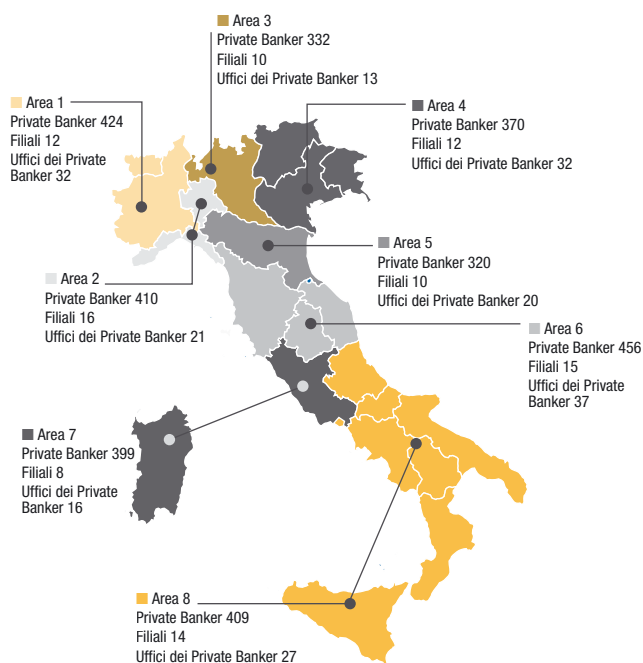 Area 3
Private Banker 332
Filiali 10
Uffici dei Private Banker 13
Area 1
Private Banker 424
Filiali 12
Uffici dei Private
Banker 32
Area 4
Private Banker 370
Filiali 12
Uffici dei Private Banker 32
Area 5
Private Banker 320
Filiali 10
Uffici dei Private Banker 20
Area 2
Private Banker 410
Filiali 16
Uffici dei Private Banker 21
Area 6
Private Banker 456
Filiali 15
Uffici dei Private
Banker 37
Area 7
Private Banker 399
Filiali 8
Uffici dei Private
Banker 16
Area 8
Private Banker 409
Filiali 14
Uffici dei Private Banker 27